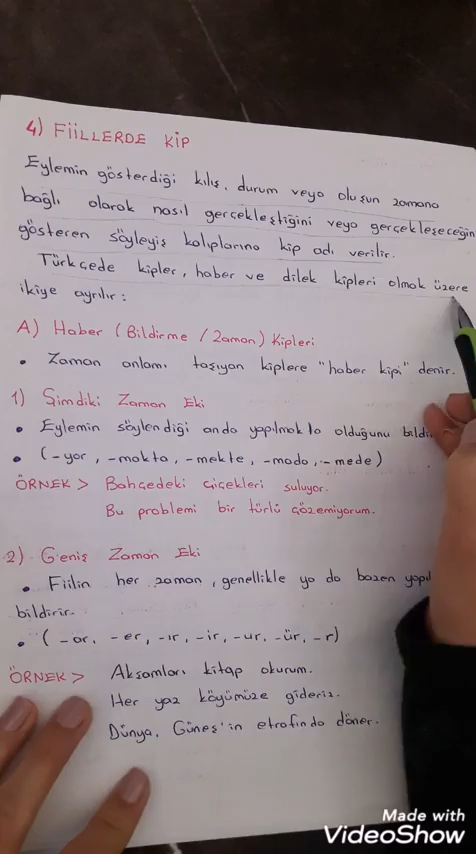 4) FİİLLERDE KİP
Eylemin gösterdiği kılış, durum veya oluşun zamana
bağlı olarak nasıl gerçekleştiğini veya gerçekleşeceğin
gösteren söyleyiş kalıplarına kip adı verilir.
Türkçede kipler, haber ve dilek kipleri olmak üzere
ikiye ayrılır:
A) Haber (Bildirme / Zaman) Kipleri
• Zaman anlamı taşıyan kiplere "haber kipi" denir.
1) Şimdiki Zaman Eki
• Eylemin söylendiği anda yapılmakta olduğunu bildi
• (-yor, -makta, -mekte, -mada, -mede)
ÖRNEK > Bahçedeki çiçekleri suluyor.
Bu problemi bir türlü çözemiyorum.
2) Geniş Zaman Eki
• Fiilin her zaman, genellikle ya da bazen yapıl
bildirir.
• (-ar, -er, -ır, -ir, -ur, -ür, -r)
ÖRNEK > Akşamları kitap okurum.
Her yaz köyümüze gideriz.
Dünya, Güneş'in etrafında döner.
Made with
VideoShow